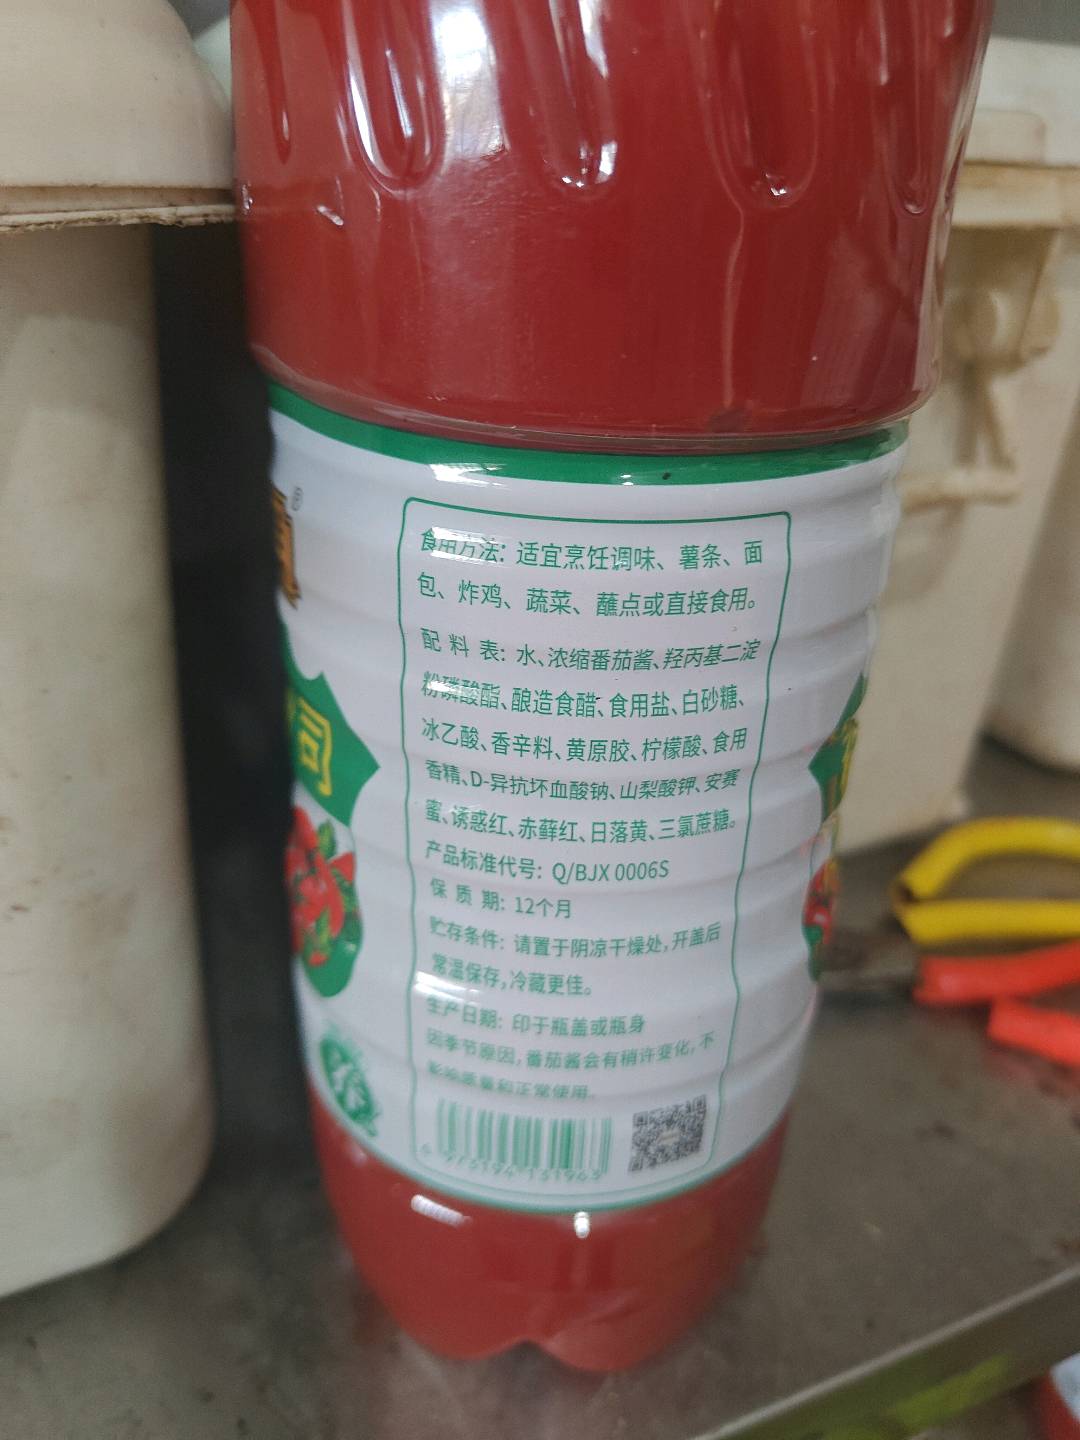 ®
司
食用方法: 适宜烹饪调味、薯条、面
包、炸鸡、蔬菜、蘸点或直接食用。
配 料 表: 水、浓缩番茄酱、羟丙基二淀
粉磷酸酯、酿造食醋、食用盐、白砂糖、
冰乙酸、香辛料、黄原胶、柠檬酸、食用
香精、D-异抗坏血酸钠、山梨酸钾、安赛
蜜、诱惑红、赤藓红、日落黄、三氯蔗糖。
产品标准代号: Q/BJX 0006S
保 质 期: 12个月
贮存条件: 请置于阴凉干燥处,开盖后
常温保存,冷藏更佳。
生产日期: 印于瓶盖或瓶身
因季节原因,番茄酱会有稍许变化,不
影响质量和正常使用。
6 973194 131963